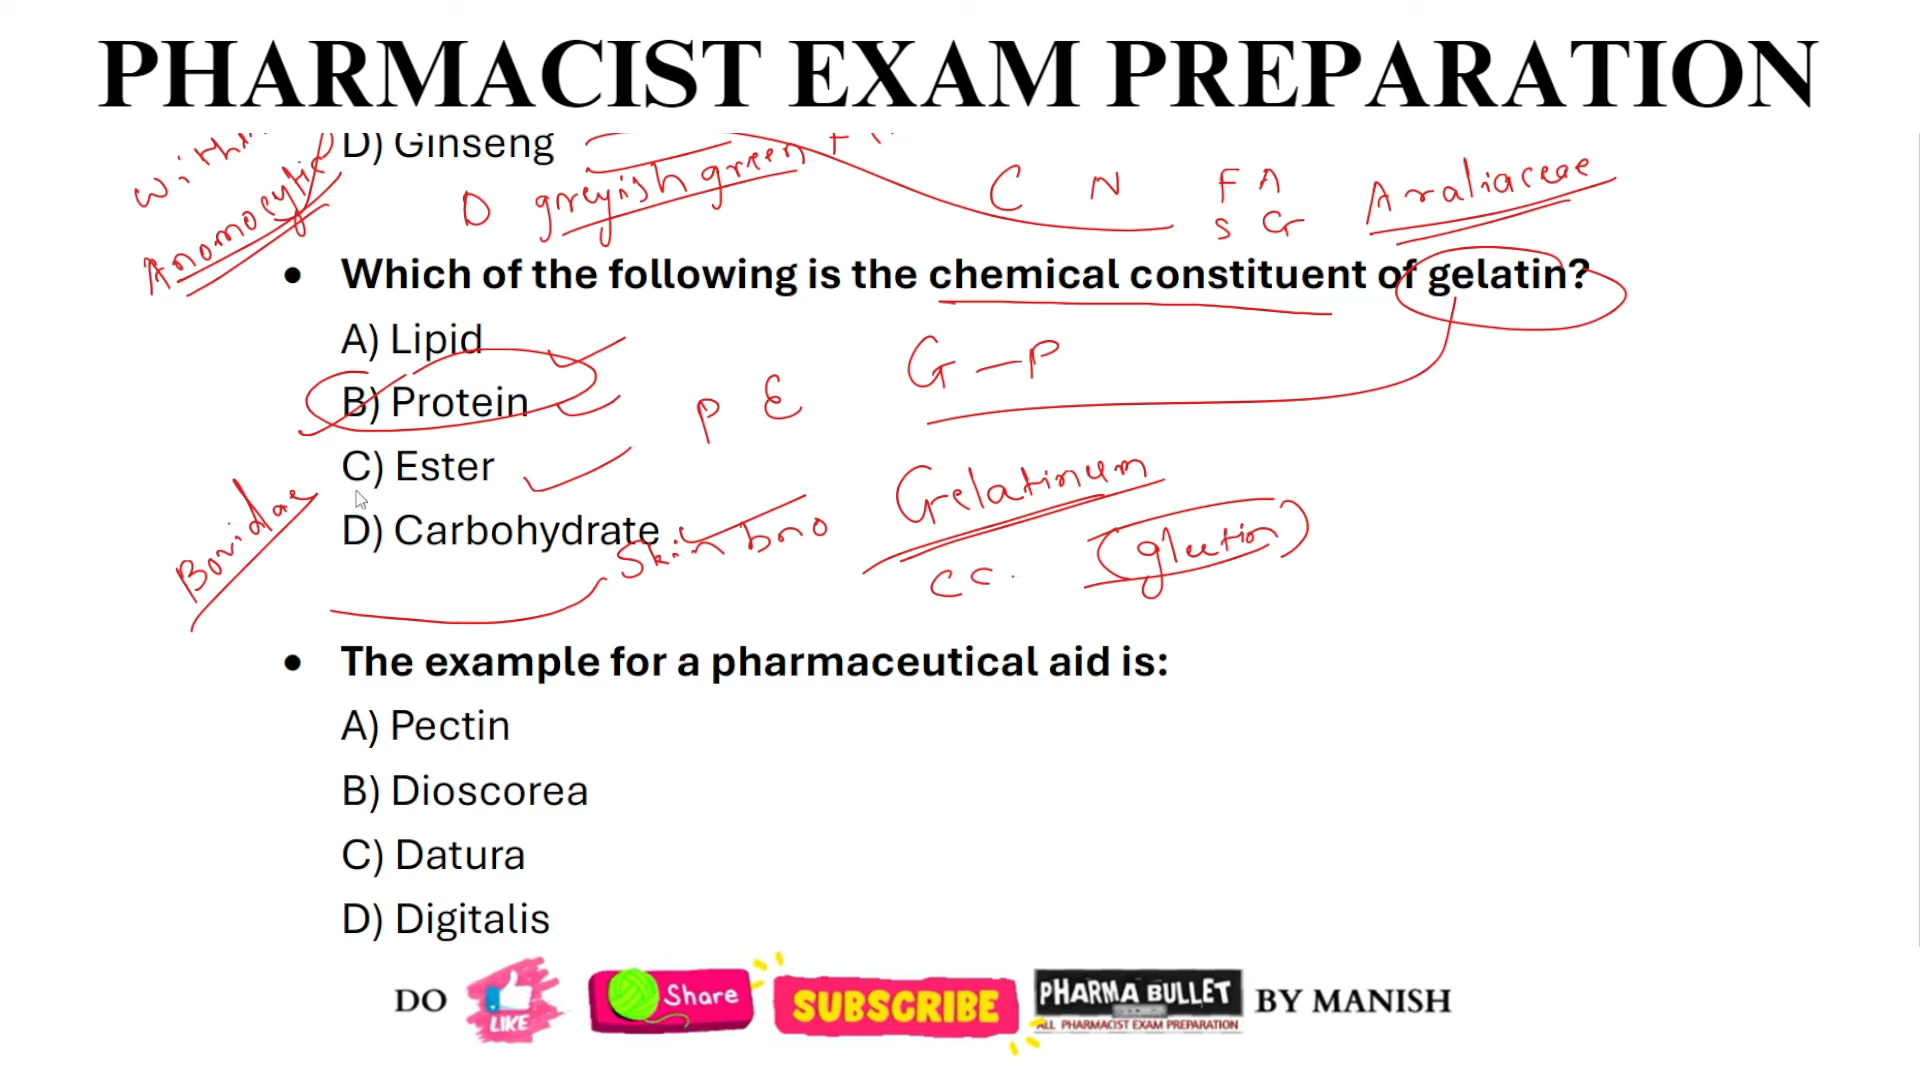 PHARMACIST EXAM PREPARATION
D) Ginseng
Anomocytic
D greyish green
C N F A
S G
Araliaceae
• Which of the following is the chemical constituent of gelatin?
A) Lipid
G - P
B) Protein
P E
C) Ester
Gelatinum
Bovidae
D) Carbohydrate
Skin bno
CC.
(glution)
• The example for a pharmaceutical aid is:
A) Pectin
B) Dioscorea
C) Datura
D) Digitalis
DO LIKE Share SUBSCRIBE PHARMA BULLET BY MANISH
ALL PHARMACIST EXAM PREPARATION